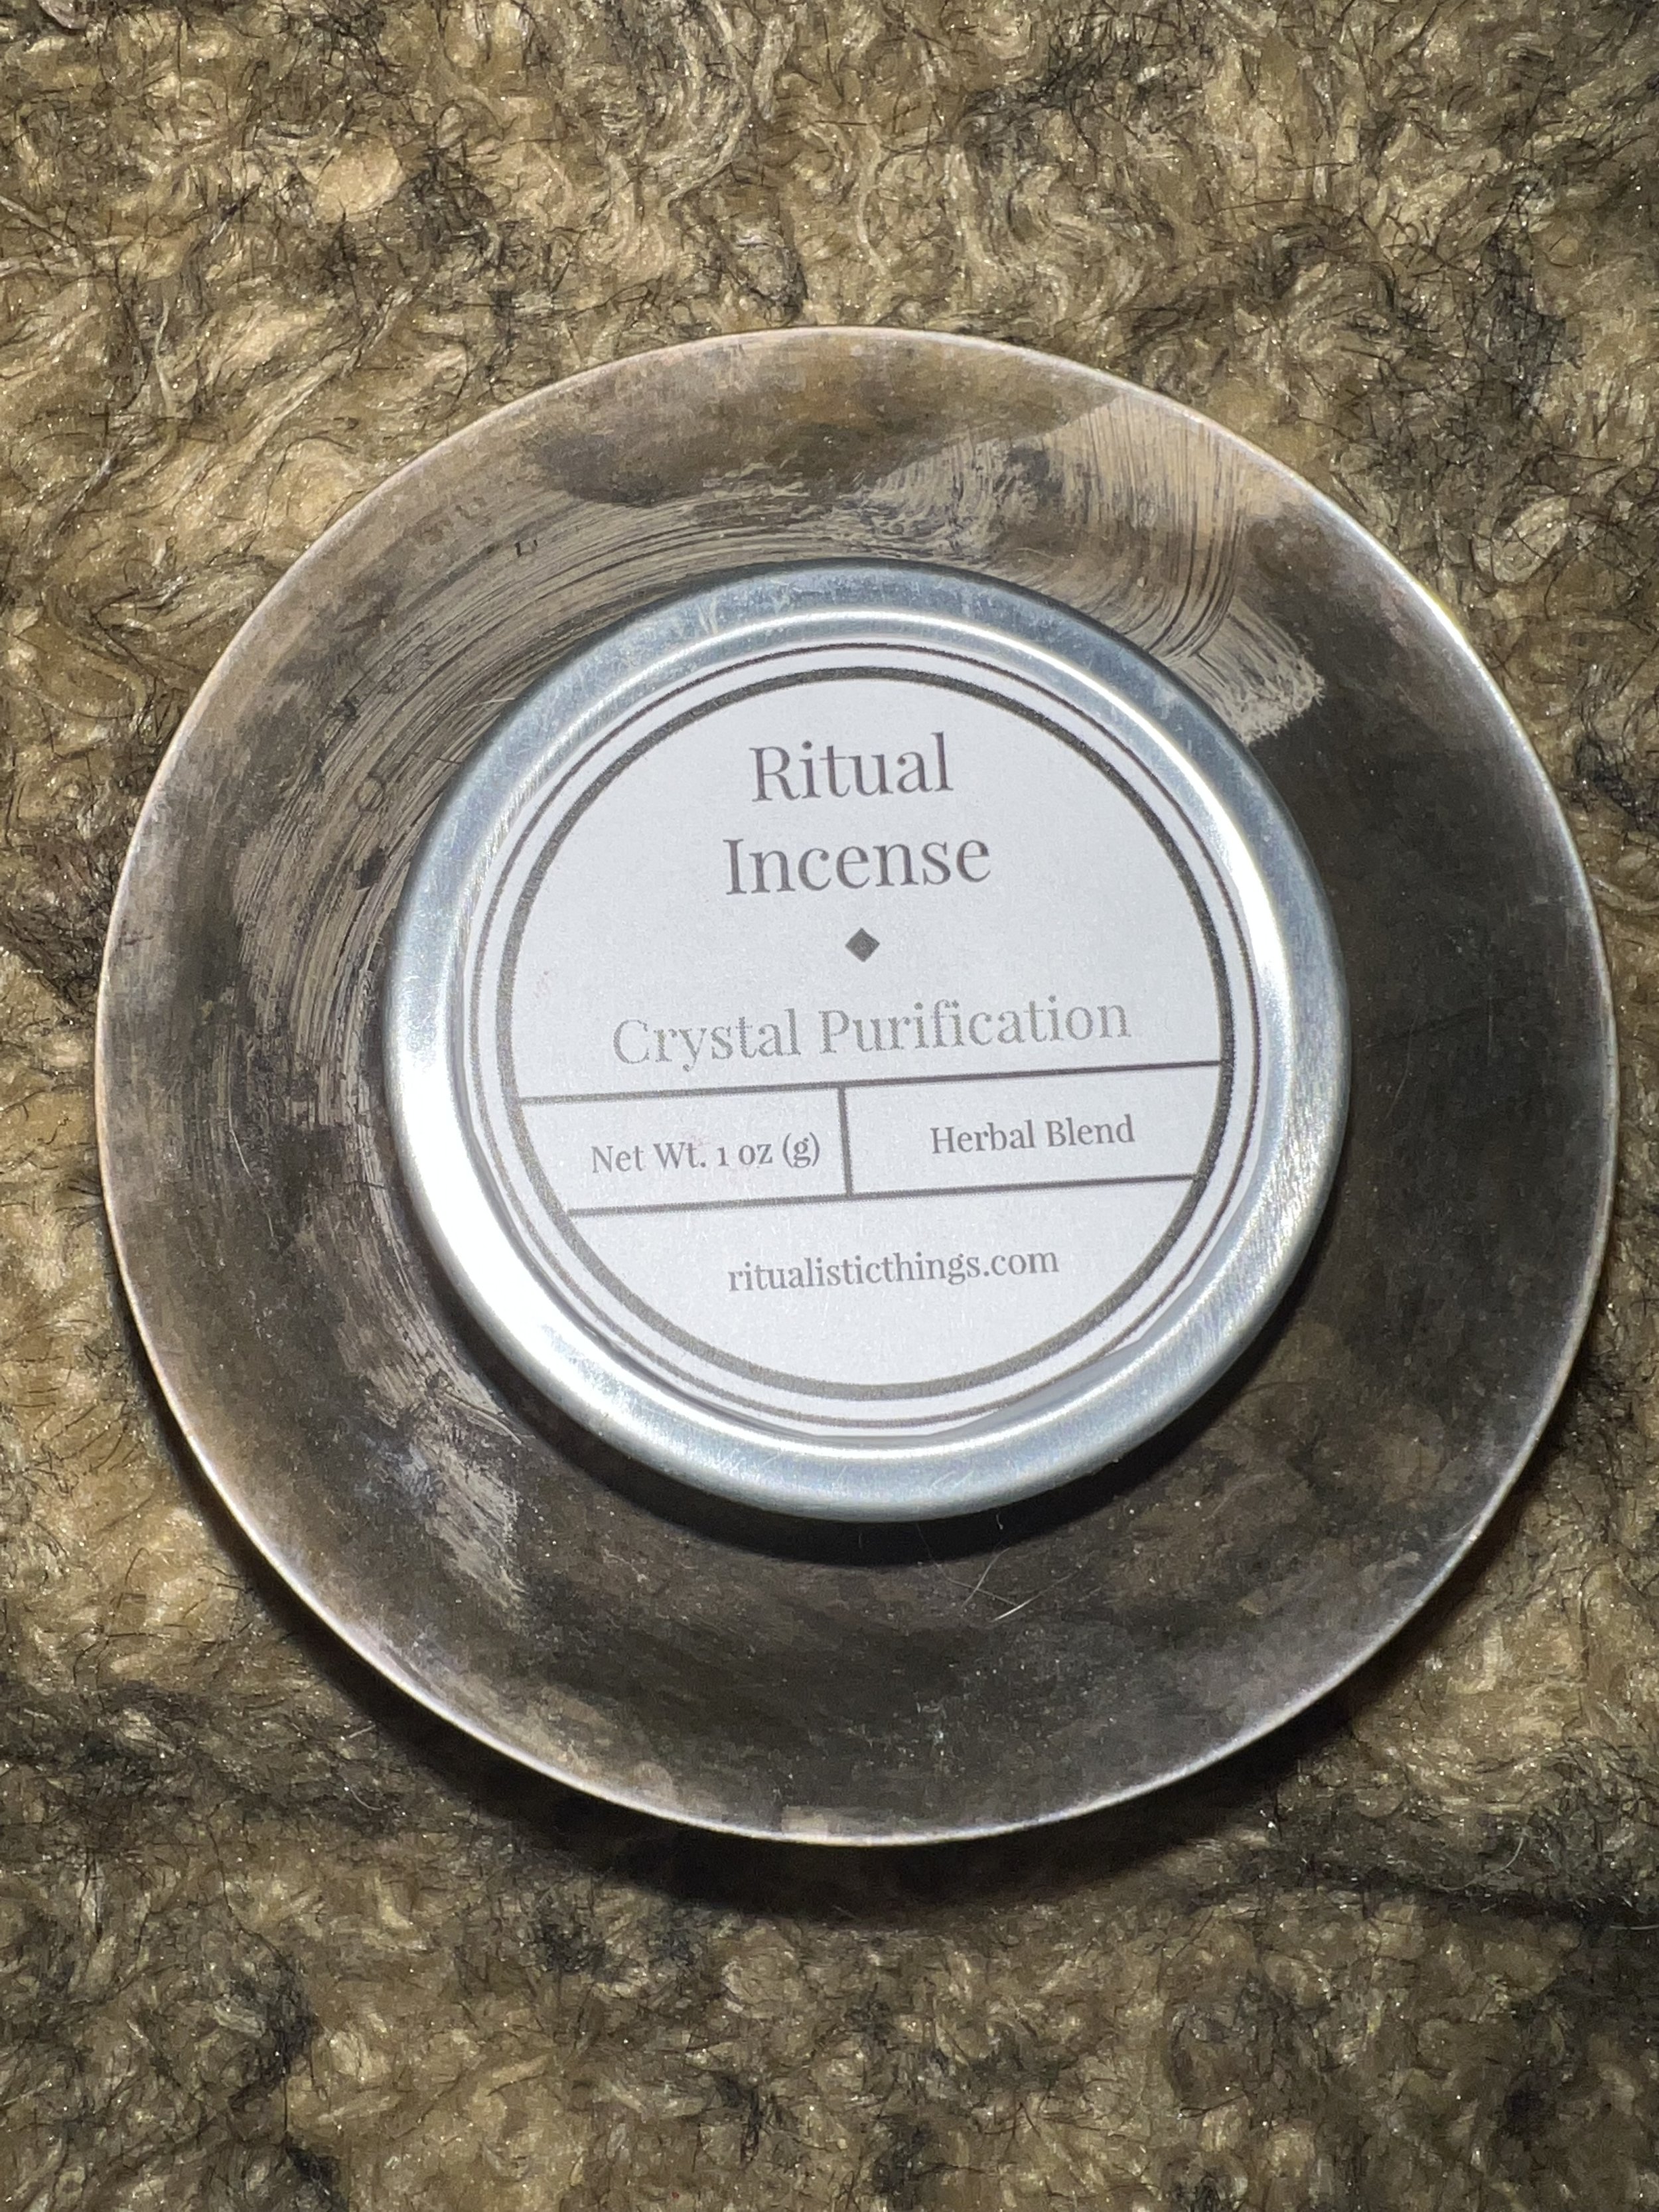 Ritual
Incense
Crystal Purification
Net Wt. 1 oz (g)
Herbal Blend
ritualisticthings.com